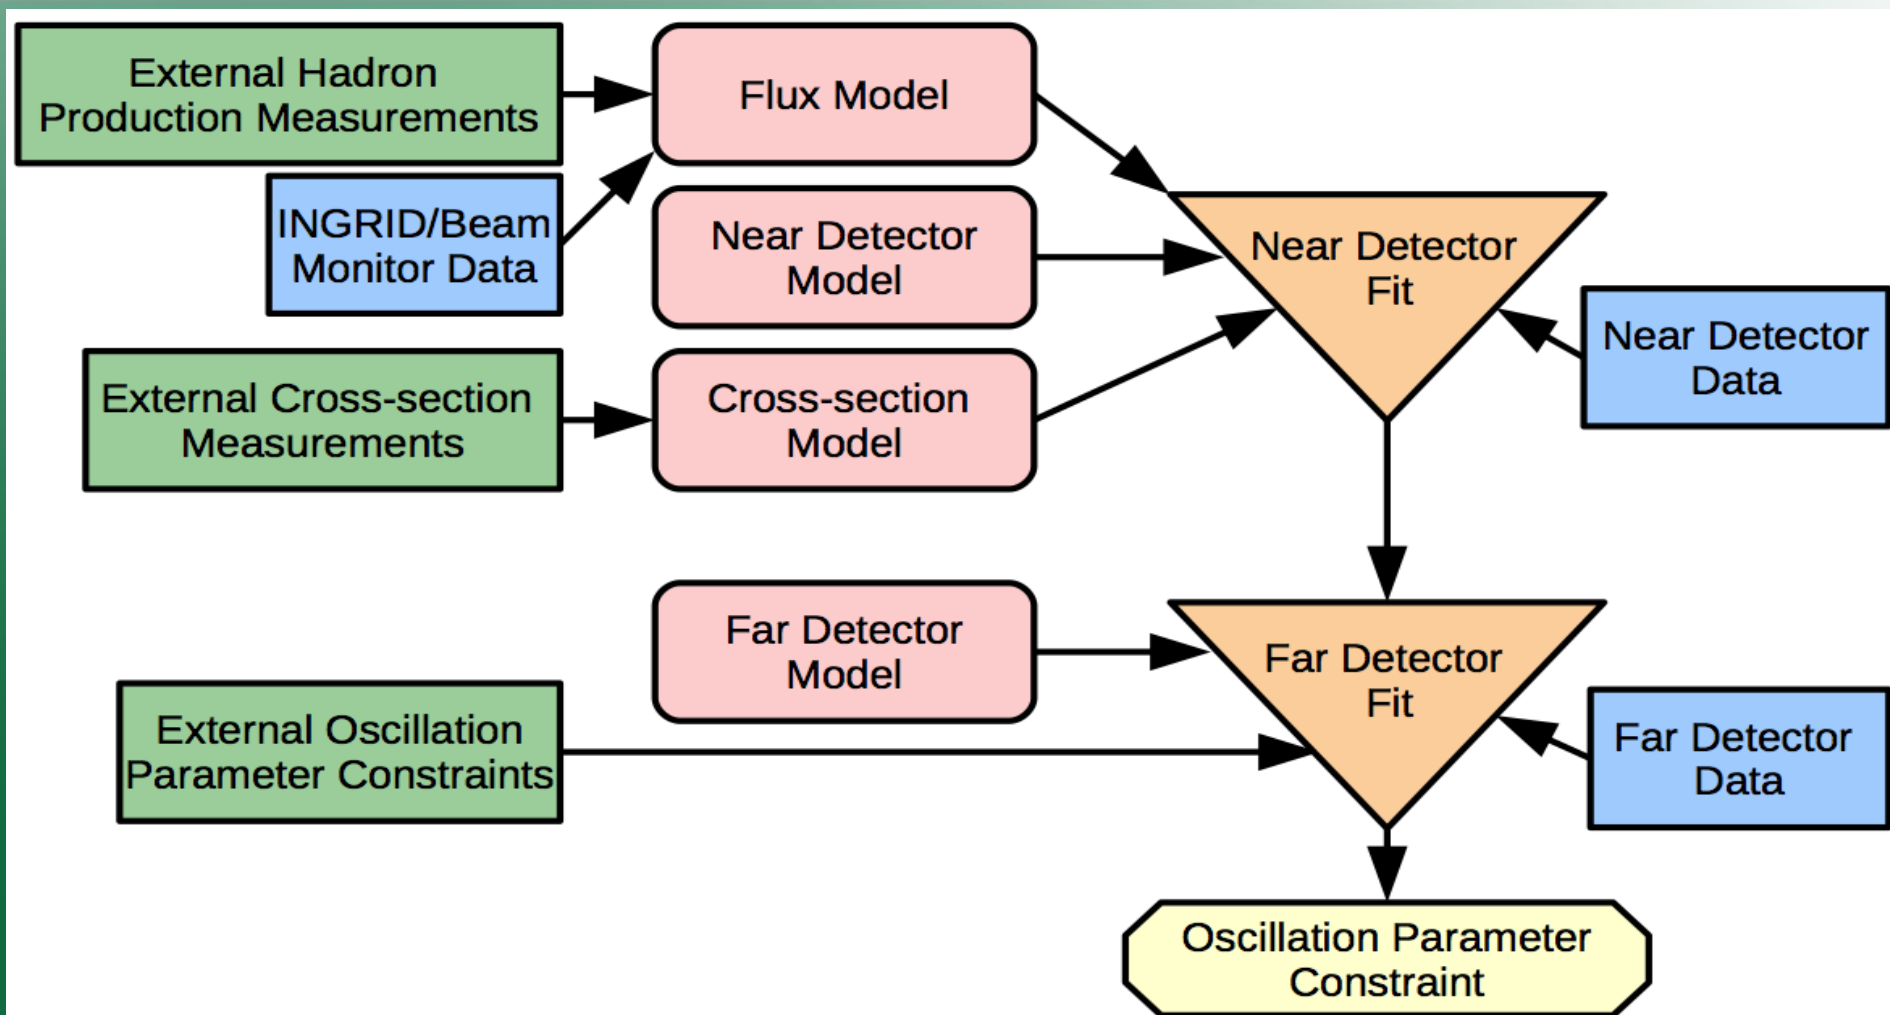 External Hadron
Production Measurements
Flux Model
INGRID/Beam
Monitor Data
Near Detector
Model
Near Detector
Fit
Near Detector
Data
External Cross-section
Measurements
Cross-section
Model
Far Detector
Model
Far Detector
Fit
External Oscillation
Parameter Constraints
Far Detector
Data
Oscillation Parameter
Constraint